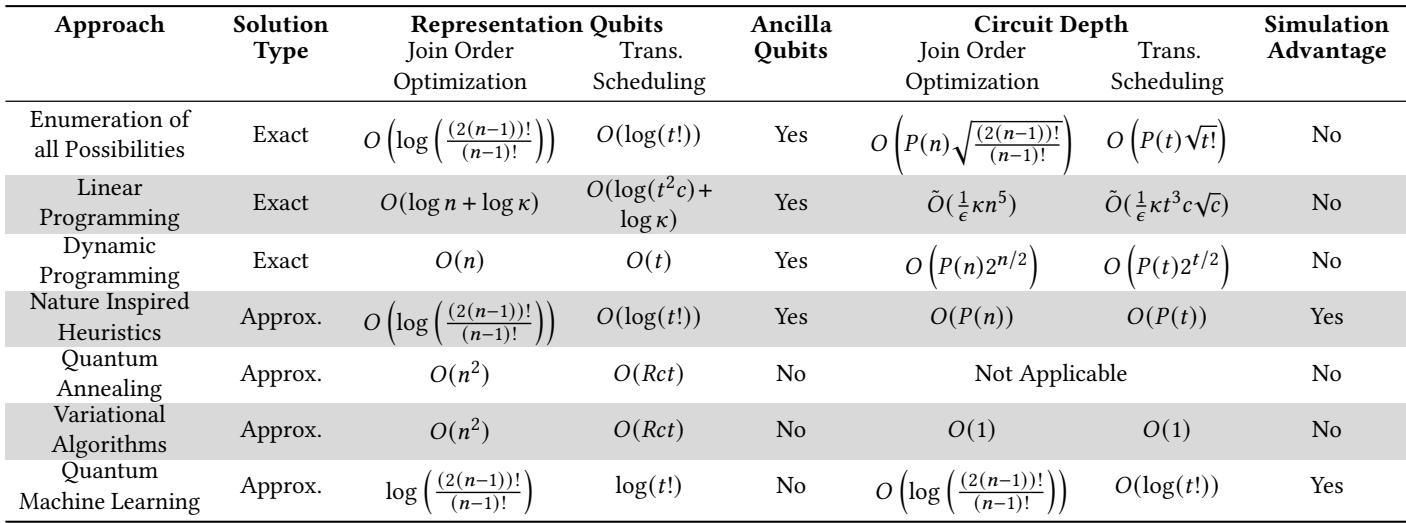 Approach Solution Representation Qubits Ancilla Circuit Depth Simulation
Type Join Order Trans. Qubits Join Order Trans. Advantage
Optimization Scheduling Optimization Scheduling
Enumeration of
all Possibilities Exact O(log((2(n−1))!/(n−1)!)) O(log(t!)) Yes O(P(n)√((2(n−1))!/(n−1)!)) O(P(t)√t!) No
Linear
Programming Exact O(log n + log κ) O(log(t²c)+
log κ) Yes Õ(1/ϵ κn⁵) Õ(1/ϵ κt³c√c) No
Dynamic
Programming Exact O(n) O(t) Yes O(P(n)2^{n/2}) O(P(t)2^{t/2}) No
Nature Inspired
Heuristics Approx. O(log((2(n−1))!/(n−1)!)) O(log(t!)) Yes O(P(n)) O(P(t)) Yes
Quantum
Annealing Approx. O(n²) O(Rct) No Not Applicable No
Variational
Algorithms Approx. O(n²) O(Rct) No O(1) O(1) No
Quantum
Machine Learning Approx. log((2(n−1))!/(n−1)!) log(t!) No O(log((2(n−1))!/(n−1)!)) O(log(t!)) Yes